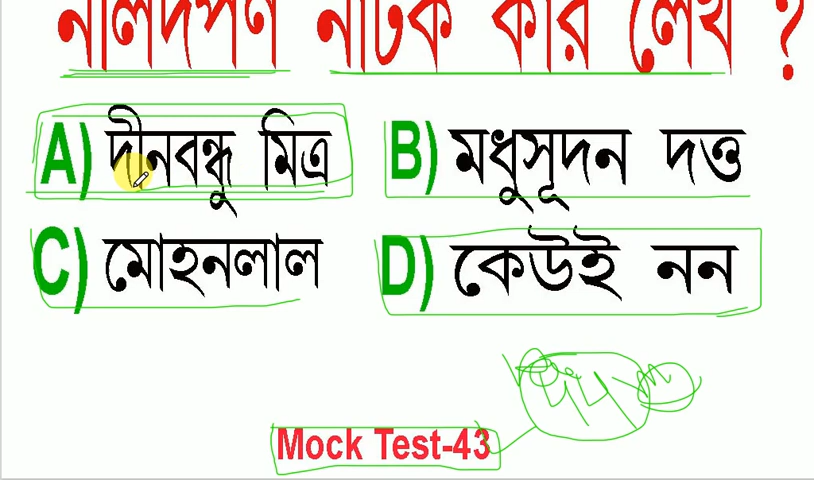 নীলদর্পণ নাটক কার লেখা ?
A) দীনবন্ধু মিত্র B) মধুসূদন দত্ত
C) মোহনলাল D) কেউই নন
Mock Test-43